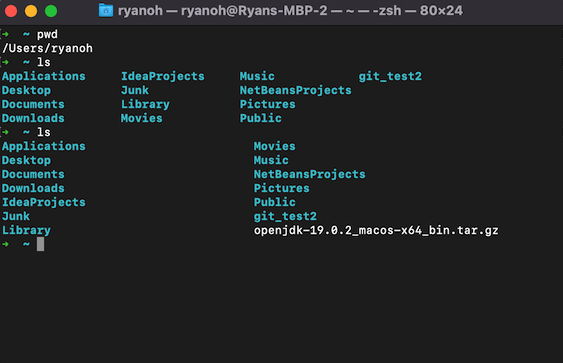 ryanoh — ryanoh@Ryans-MBP-2 — ~ — -zsh — 80×24
[➜ ~ pwd
/Users/ryanoh
[➜ ~ ls
Applications IdeaProjects Music git_test2
Desktop Junk NetBeansProjects
Documents Library Pictures
Downloads Movies Public
[➜ ~ ls
Applications Movies
Desktop Music
Documents NetBeansProjects
Downloads Pictures
IdeaProjects Public
Junk git_test2
Library openjdk-19.0.2_macos-x64_bin.tar.gz
➜ ~